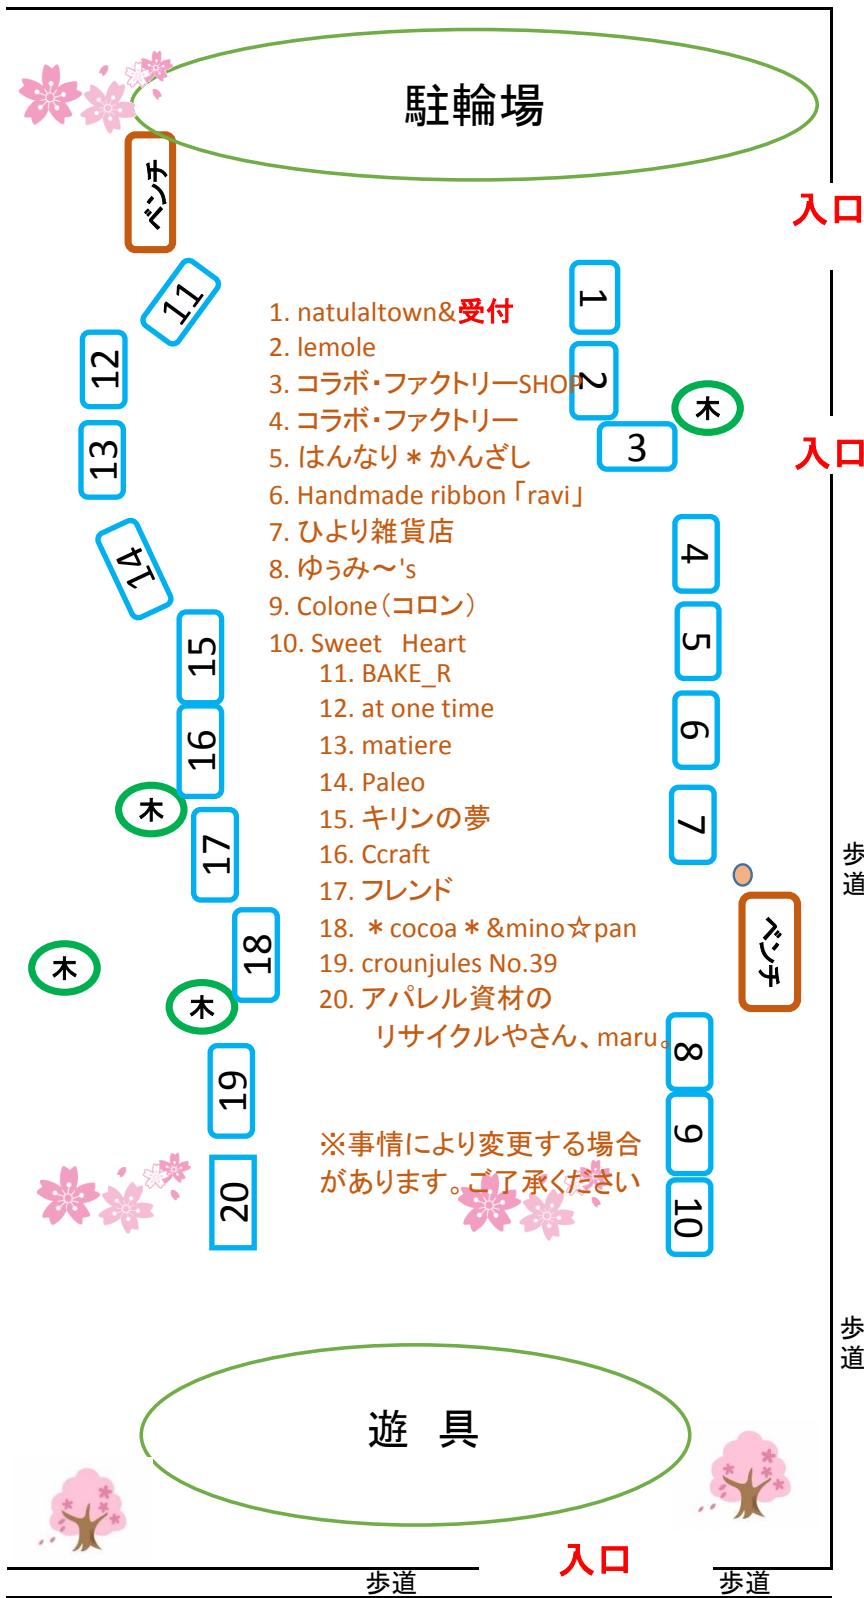 駐輪場
ベンチ
入口
11
1
1. natulaltown&受付
2. lemole
12
2
3. コラボ・ファクトリーSHOP
木
4. コラボ・ファクトリー
13
3
入口
5. はんなり＊かんざし
6. Handmade ribbon「ravi」
7. ひより雑貨店
14
4
8. ゆぅみ～'s
9. Colone（コロン）
10. Sweet Heart
15
5
11. BAKE_R
12. at one time
16
6
13. matiere
14. Paleo
木
7
15. キリンの夢
16. Ccraft
17
歩道
17. フレンド
18. ＊cocoa＊&mino☆pan
18
ベンチ
19. crounjules No.39
木
20. アパレル資材の
木
リサイクルやさん、maru。
8
19
9
※事情により変更する場合
があります。ご了承ください
20
10
歩道
遊 具
入口
歩道
歩道